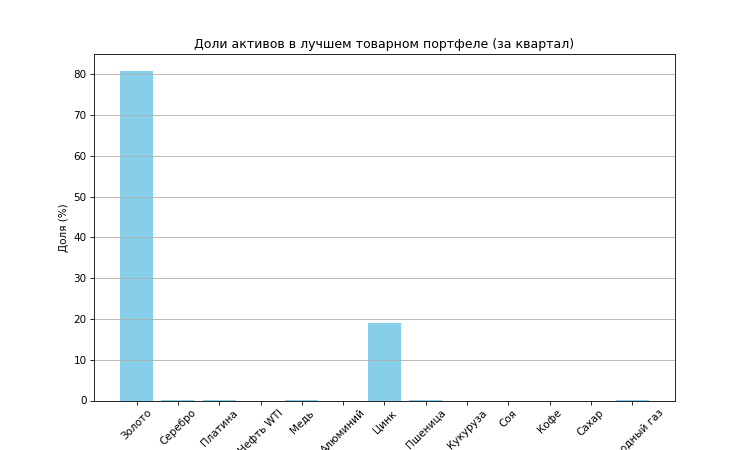 Доли активов в лучшем товарном портфеле (за квартал)
Доля (%)
80
70
60
50
40
30
20
10
0
Золото
Серебро
Платина
Нефть WTI
Медь
Алюминий
Цинк
Пшеница
Кукуруза
Соя
Кофе
Сахар
газ